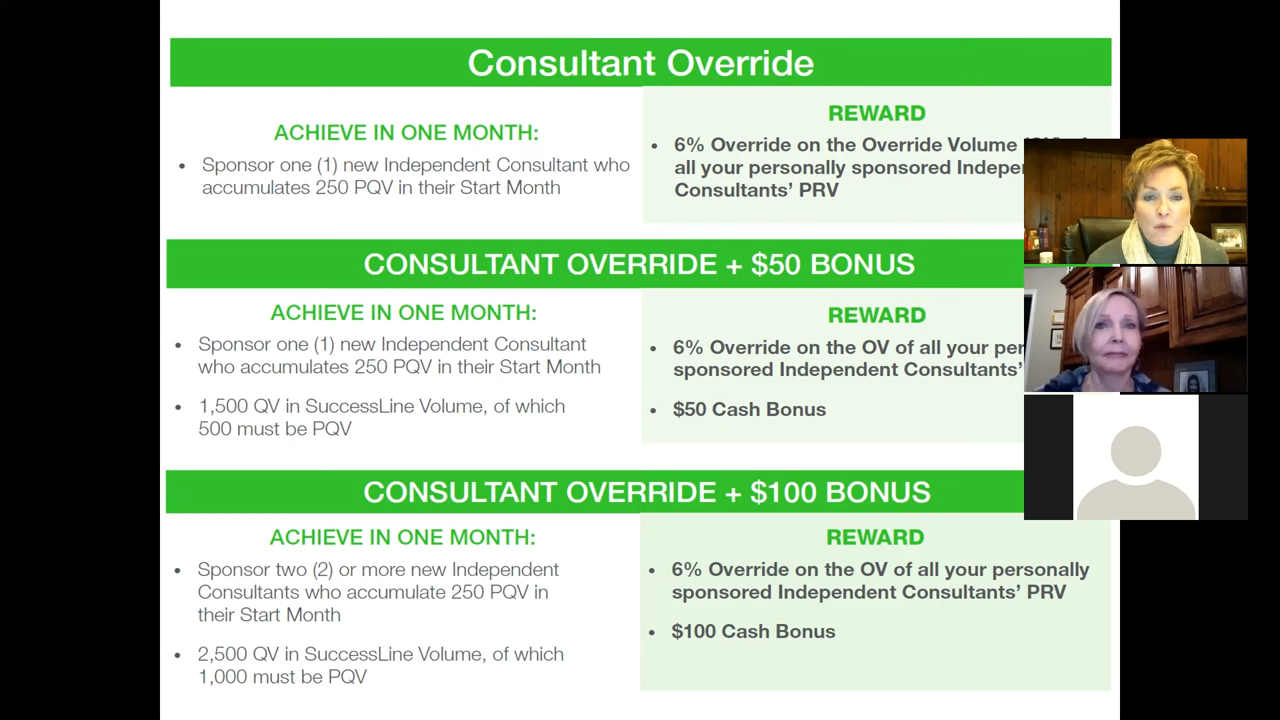 Consultant Override
ACHIEVE IN ONE MONTH:
• Sponsor one (1) new Independent Consultant who
accumulates 250 PQV in their Start Month
REWARD
• 6% Override on the Override Volume
all your personally sponsored Indepe
Consultants’ PRV
CONSULTANT OVERRIDE + $50 BONUS
ACHIEVE IN ONE MONTH:
• Sponsor one (1) new Independent Consultant
who accumulates 250 PQV in their Start Month
• 1,500 QV in SuccessLine Volume, of which
500 must be PQV
REWARD
• 6% Override on the OV of all your per
sponsored Independent Consultants’
• $50 Cash Bonus
CONSULTANT OVERRIDE + $100 BONUS
ACHIEVE IN ONE MONTH:
• Sponsor two (2) or more new Independent
Consultants who accumulate 250 PQV in
their Start Month
• 2,500 QV in SuccessLine Volume, of which
1,000 must be PQV
REWARD
• 6% Override on the OV of all your personally
sponsored Independent Consultants’ PRV
• $100 Cash Bonus